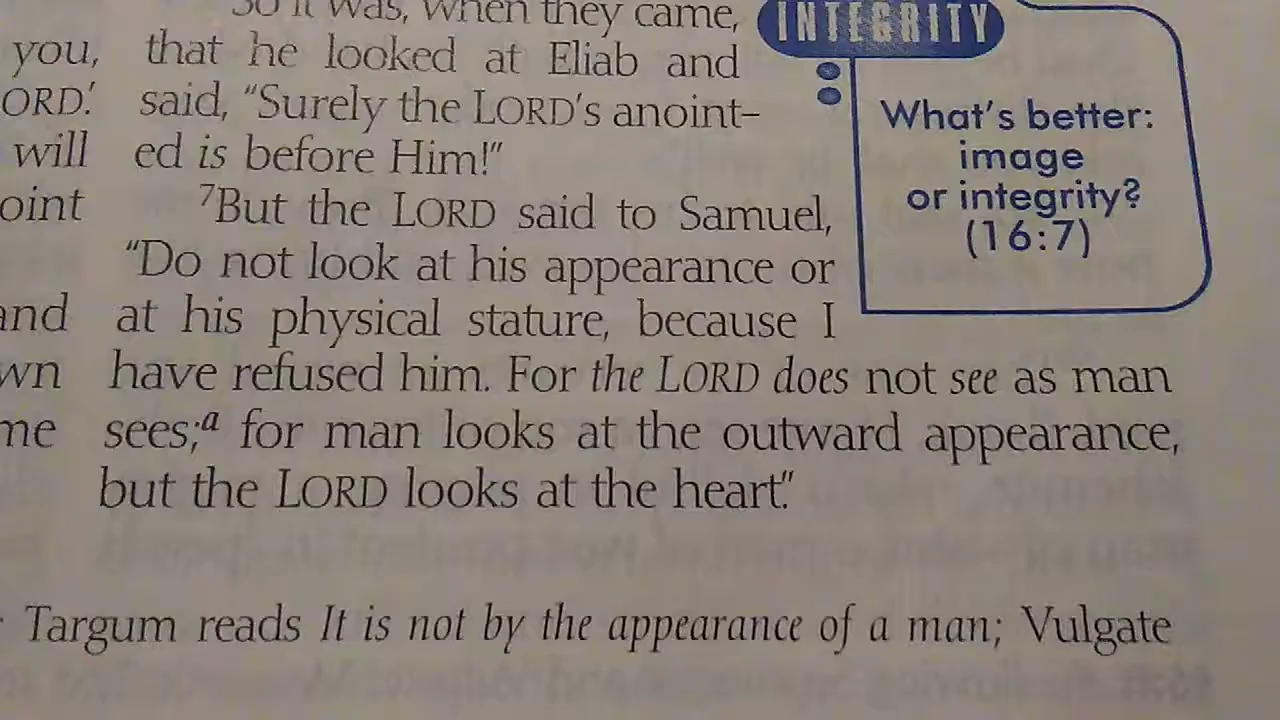 So it was, when they came,
that he looked at Eliab and
said, “Surely the LORD’s anoint-
ed is before Him!”
7But the LORD said to Samuel,
“Do not look at his appearance or
at his physical stature, because I
have refused him. For the LORD does not see as man
sees;a for man looks at the outward appearance,
but the LORD looks at the heart.”
you,
ORD.’
will
oint
and
wn
me
INTEGRITY
What’s better:
image
or integrity?
(16:7)
Targum reads It is not by the appearance of a man; Vulgate